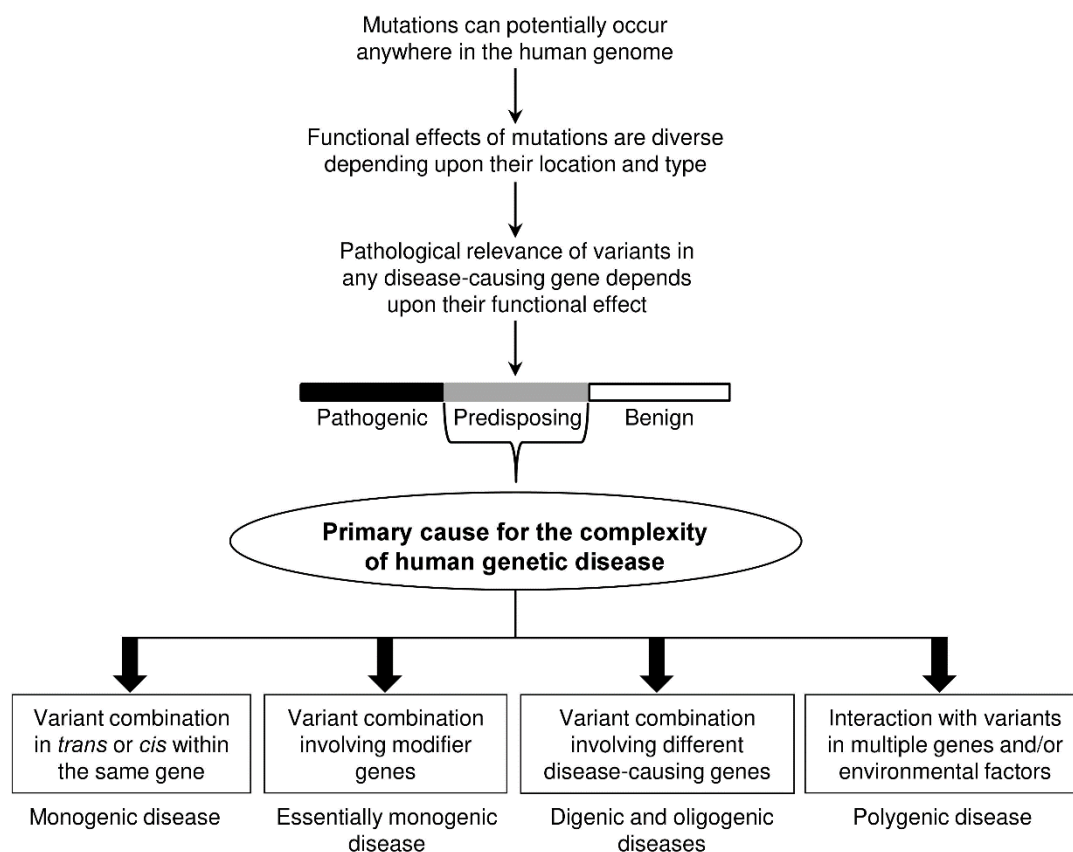 Mutations can potentially occur
anywhere in the human genome
Functional effects of mutations are diverse
depending upon their location and type
Pathological relevance of variants in
any disease-causing gene depends
upon their functional effect
Pathogenic
Predisposing
Benign
Primary cause for the complexity
of human genetic disease
Variant combination
in trans or cis within
the same gene
Monogenic disease
Variant combination
involving modifier
genes
Essentially monogenic
disease
Variant combination
involving different
disease-causing genes
Digenic and oligogenic
diseases
Interaction with variants
in multiple genes and/or
environmental factors
Polygenic disease